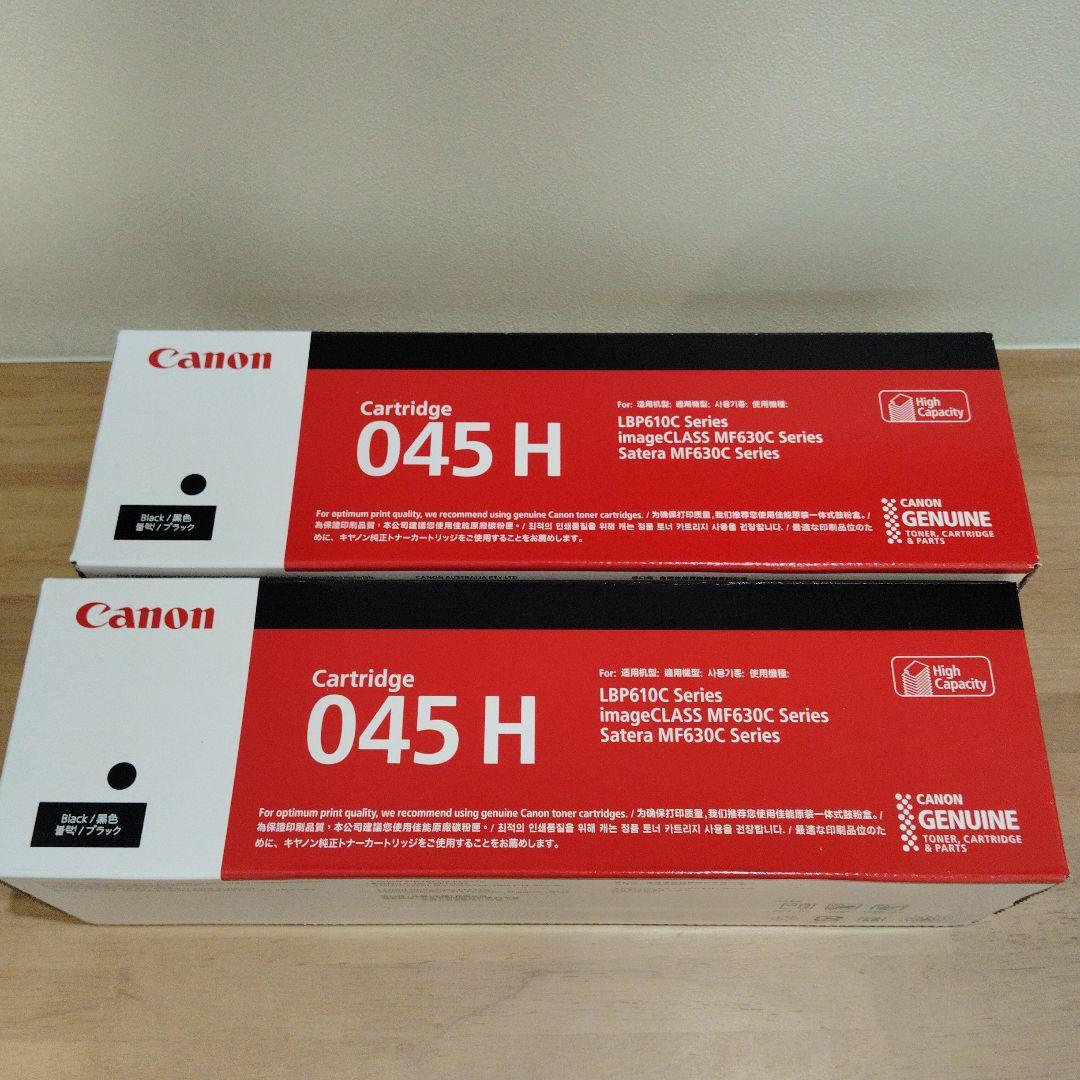 Canon
Cartridge
045 H
For: 适用机型: 適用機型: 사용기종: 使用機種:
LBP610C Series
imageCLASS MF630C Series
Satera MF630C Series
High
Capacity
Black / 黑色
블랙 / ブラック
For optimum print quality, we recommend using genuine Canon toner cartridges. / 为确保打印质量,我们推荐您使用佳能原装一体式鼓粉盒。/
為保證印刷品質,本公司建議您使用佳能原廠碳粉匣。/ 최적의 인쇄품질을 위해 캐논 정품 토너 카트리지 사용을 권장합니다. / 最適な印刷品位のた
めに、キヤノン純正トナーカートリッジをご使用することをお薦めします。
CANON
GENUINE
TONER, CARTRIDGE
& PARTS
CANON AUSTRALIA PTY LTD
Canon
Cartridge
045 H
For: 适用机型: 適用機型: 사용기종: 使用機種:
LBP610C Series
imageCLASS MF630C Series
Satera MF630C Series
High
Capacity
Black / 黑色
블랙 / ブラック
For optimum print quality, we recommend using genuine Canon toner cartridges. / 为确保打印质量,我们推荐您使用佳能原装一体式鼓粉盒。/
為保證印刷品質,本公司建議您使用佳能原廠碳粉匣。/ 최적의 인쇄품질을 위해 캐논 정품 토너 카트리지 사용을 권장합니다. / 最適な印刷品位のた
めに、キヤノン純正トナーカートリッジをご使用することをお薦めします。
CANON
GENUINE
TONER, CARTRIDGE
& PARTS